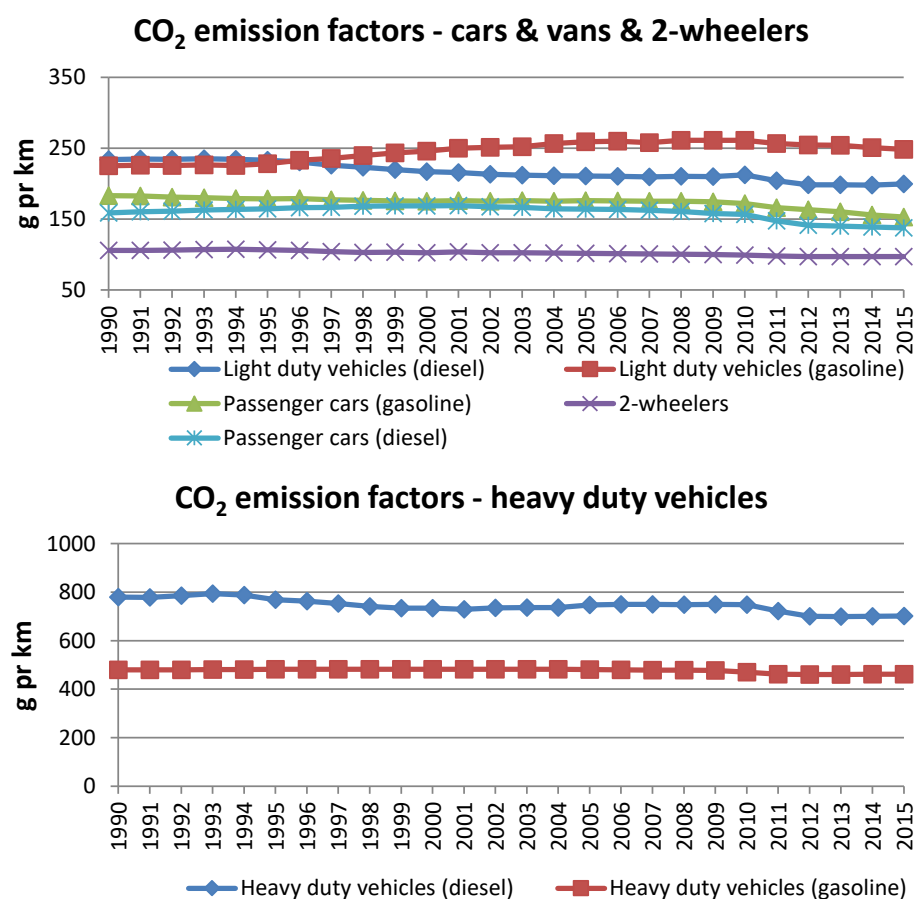 CO₂ emission factors - cars & vans & 2-wheelers
g pr km
350
250
150
50
1990 1991 1992 1993 1994 1995 1996 1997 1998 1999 2000 2001 2002 2003 2004 2005 2006 2007 2008 2009 2010 2011 2012 2013 2014 2015
Light duty vehicles (diesel) Light duty vehicles (gasoline)
Passenger cars (gasoline) 2-wheelers
Passenger cars (diesel)
CO₂ emission factors - heavy duty vehicles
g pr km
1000
800
600
400
200
0
1990 1991 1992 1993 1994 1995 1996 1997 1998 1999 2000 2001 2002 2003 2004 2005 2006 2007 2008 2009 2010 2011 2012 2013 2014 2015
Heavy duty vehicles (diesel) Heavy duty vehicles (gasoline)